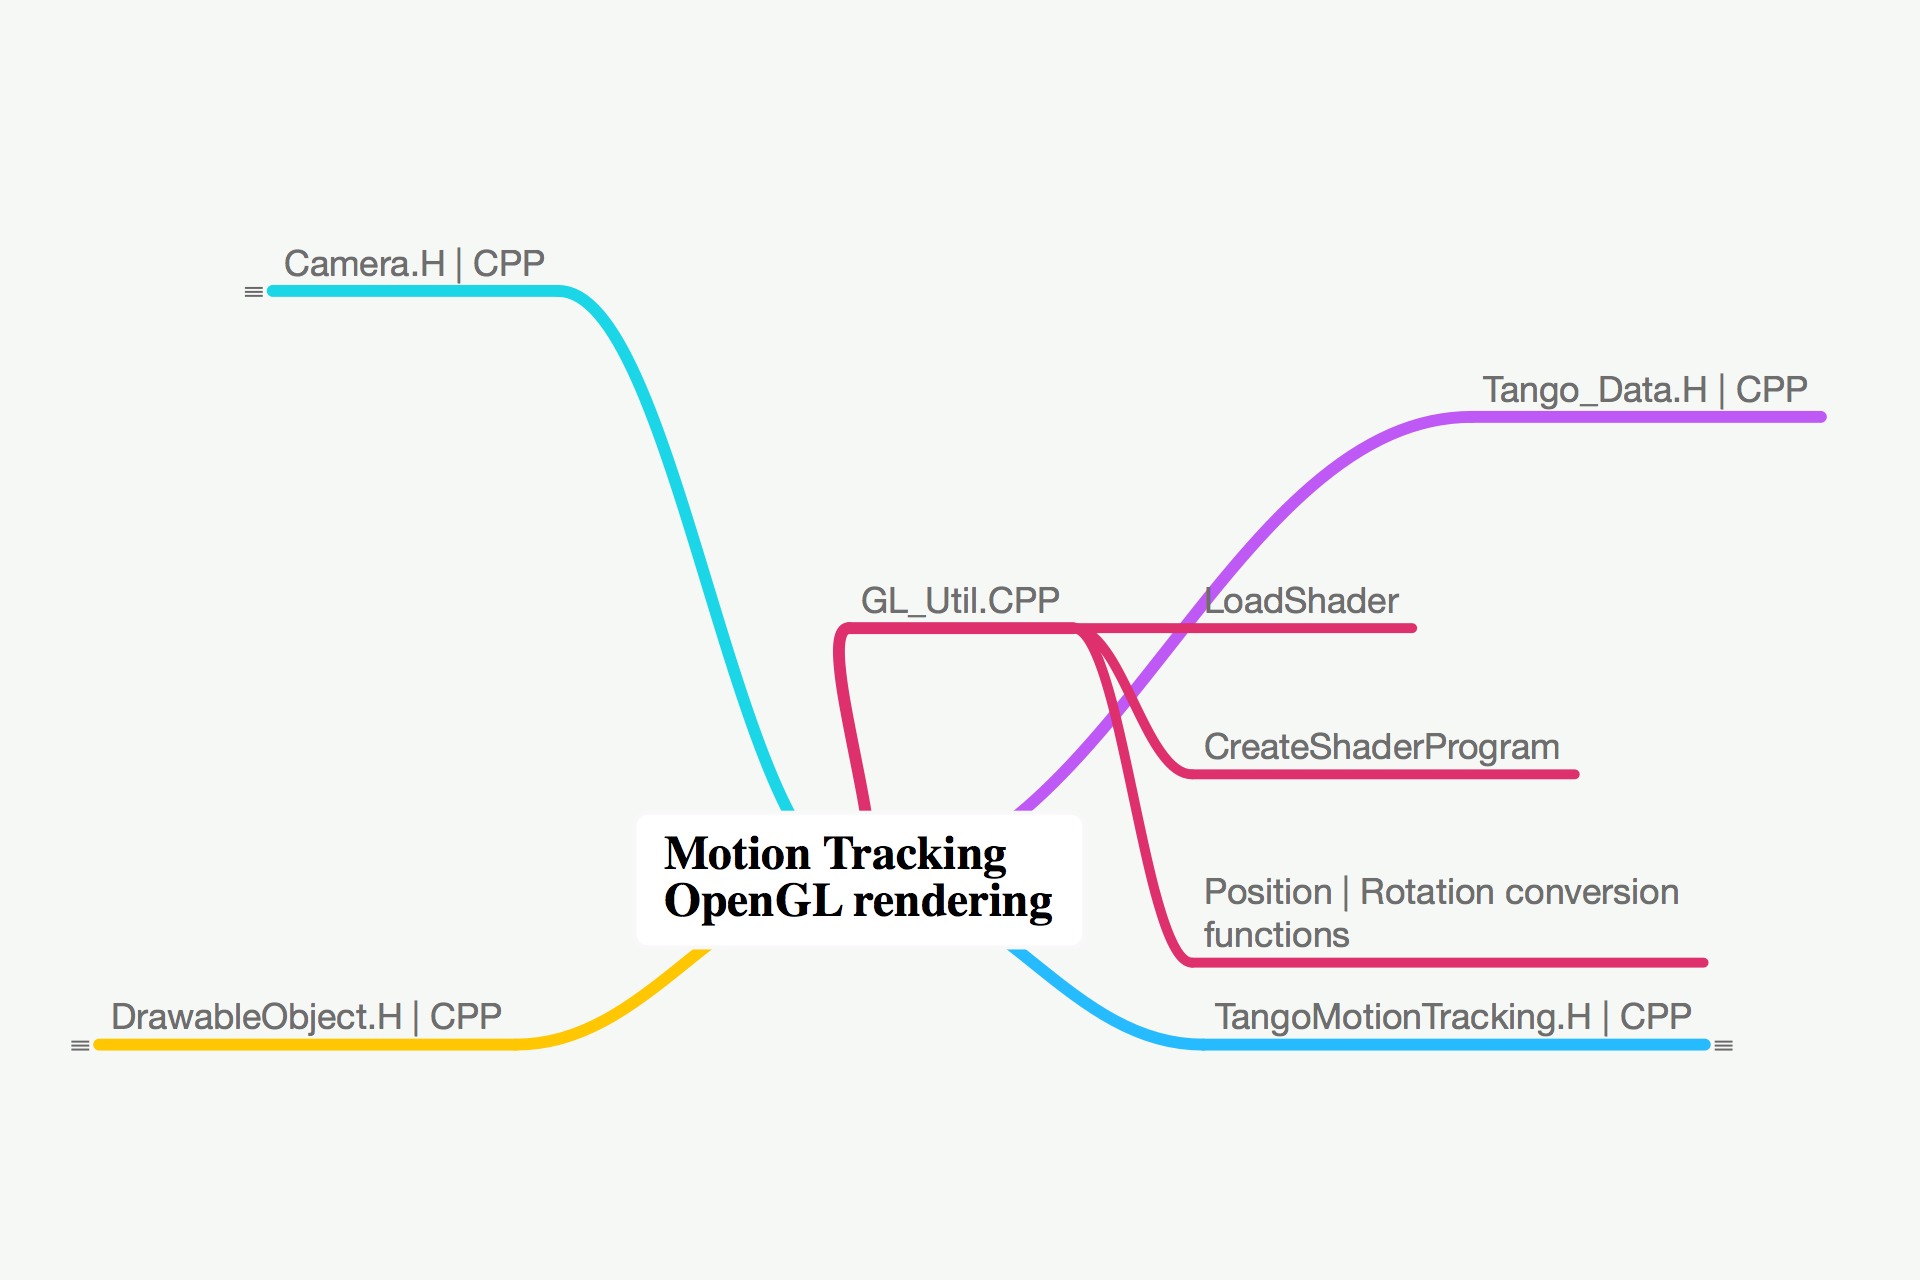 Camera.H | CPP
Tango_Data.H | CPP
GL_Util.CPP
LoadShader
CreateShaderProgram
Motion Tracking
OpenGL rendering
Position | Rotation conversion
functions
DrawableObject.H | CPP
TangoMotionTracking.H | CPP